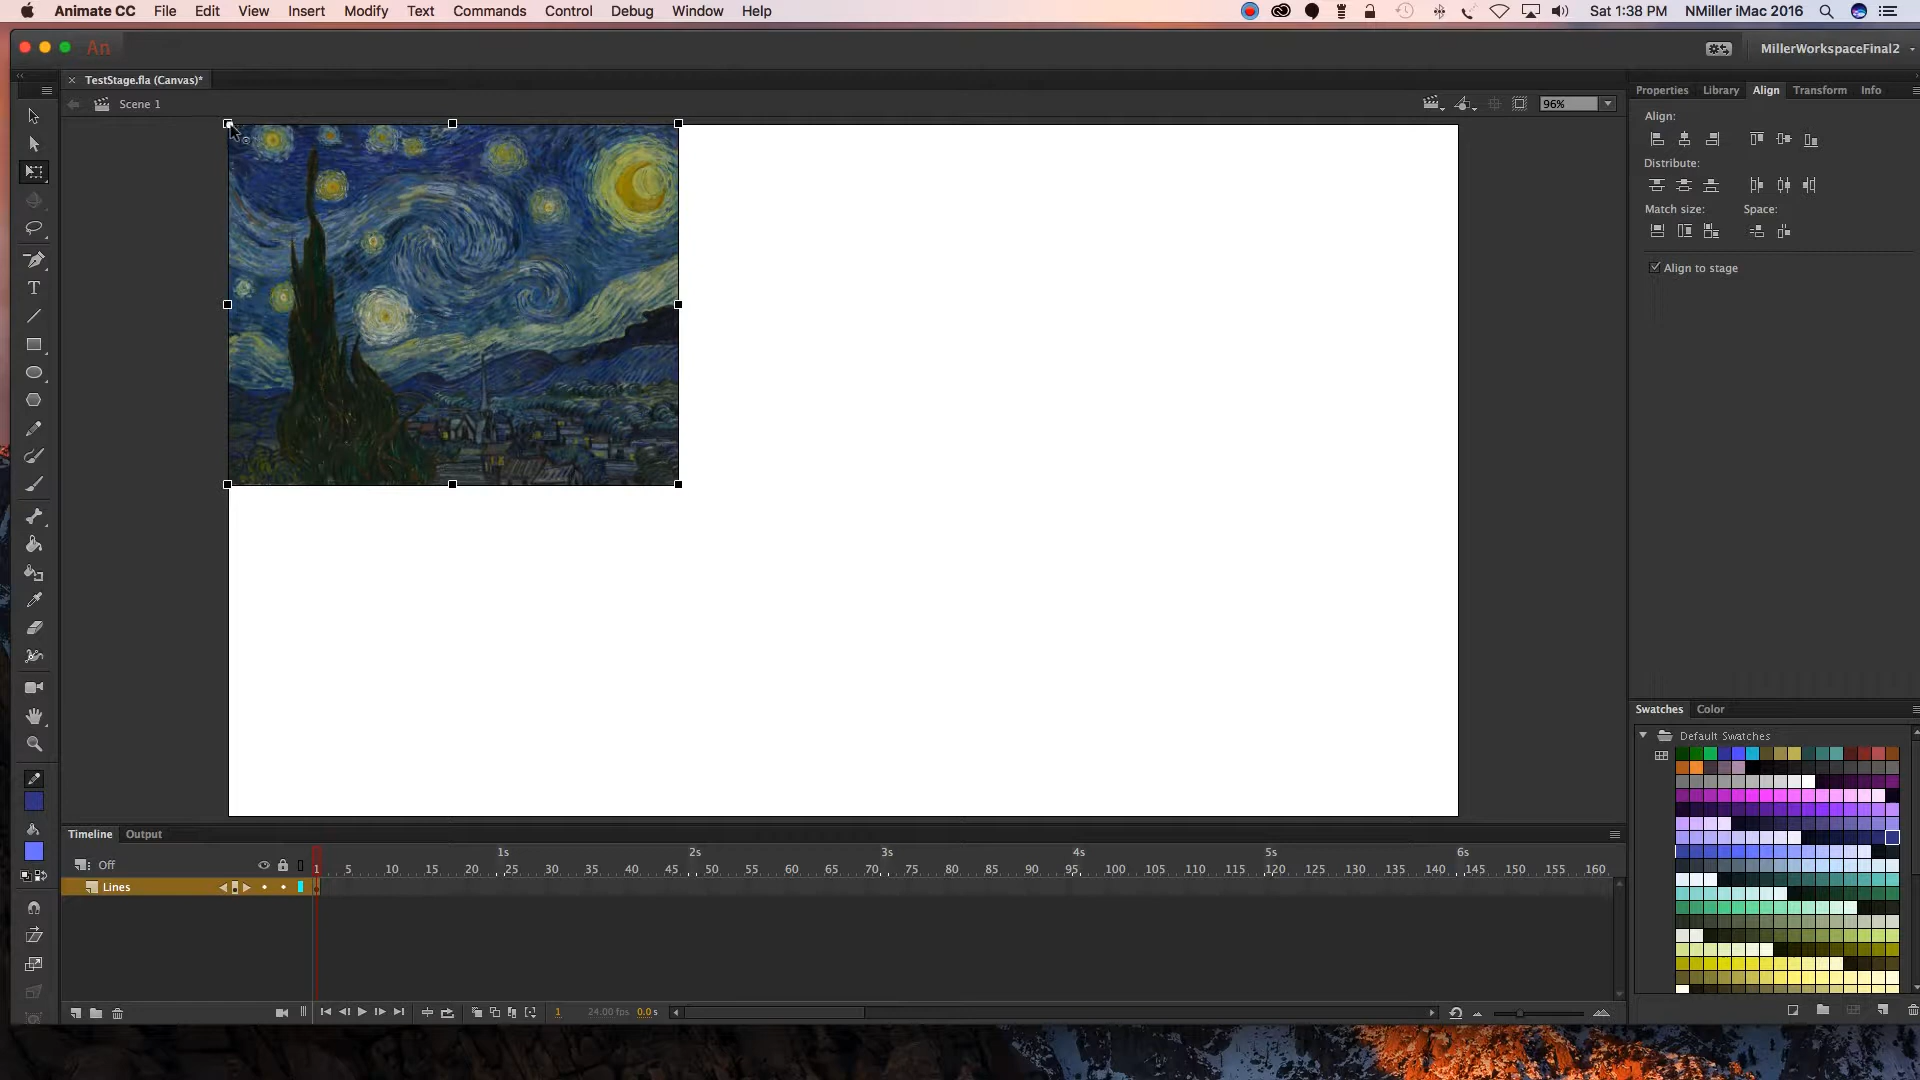 Animate CC File Edit View Insert Modify Text Commands Control Debug Window Help Sat 1:38 PM NMiller iMac 2016
An MillerWorkspaceFinal2
TestStage.fla (Canvas)*
Scene 1 96%
Properties Library Align Transform Info
Align:
Distribute:
Match size: Space:
Align to stage
T
Swatches Color
Default Swatches
Timeline Output
1s 2s 3s 4s 5s 6s
Off 1 5 10 15 20 25 30 35 40 45 50 55 60 65 70 75 80 85 90 95 100 105 110 115 120 125 130 135 140 145 150 155 160
Lines
1 24.00 fps 0.0 s